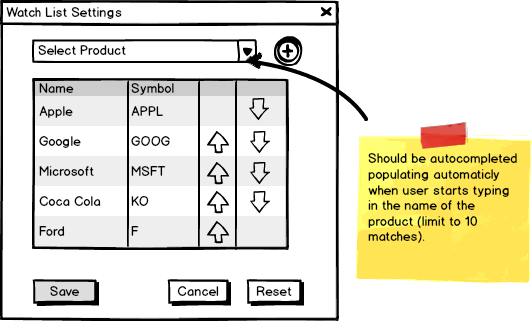 Watch List Settings
Select Product
Name Symbol
Apple APPL
Google GOOG
Microsoft MSFT
Coca Cola KO
Ford F
Should be autocompleted
populating automaticly
when user starts typing
in the name of the
product (limit to 10
matches).
Save Cancel Reset